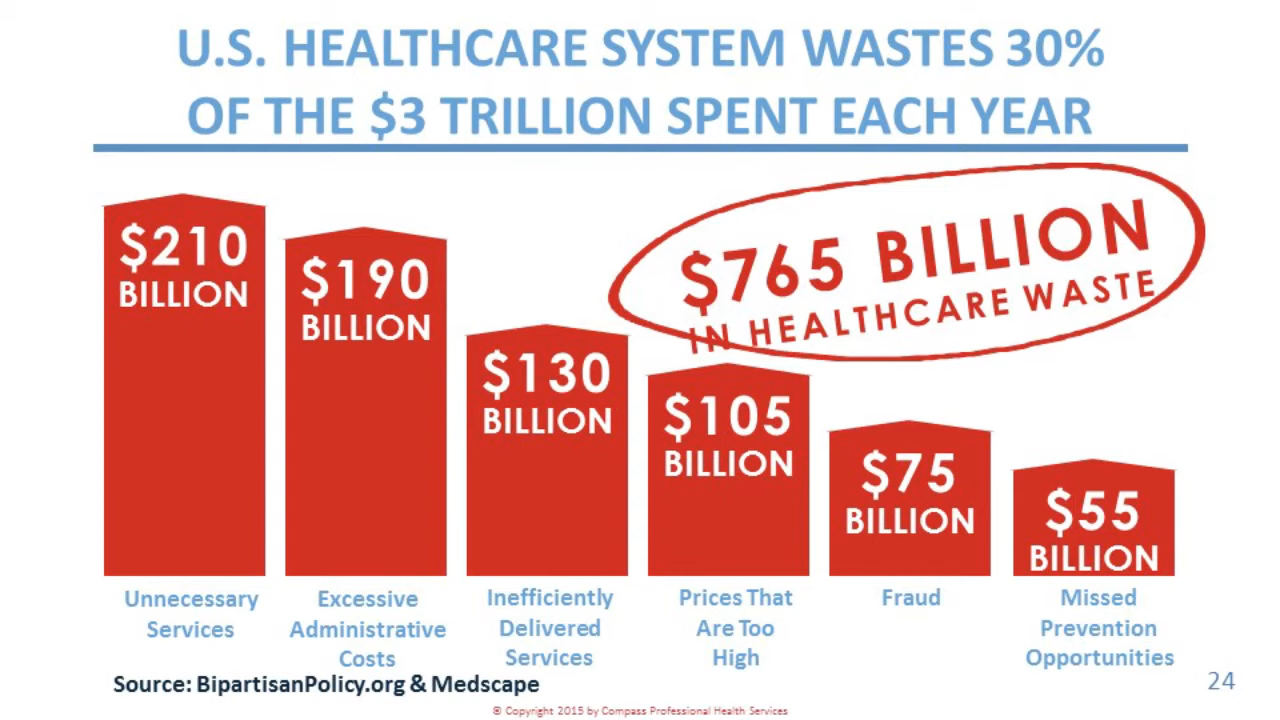 U.S. HEALTHCARE SYSTEM WASTES 30%
OF THE $3 TRILLION SPENT EACH YEAR
$765 BILLION
IN HEALTHCARE WASTE
$210
BILLION
$190
BILLION
$130
BILLION
$105
BILLION
$75
BILLION
$55
BILLION
Unnecessary
Services
Excessive
Administrative
Costs
Inefficiently
Delivered
Services
Prices That
Are Too
High
Fraud
Missed
Prevention
Opportunities
Source: BipartisanPolicy.org & Medscape
24
© Copyright 2015 by Compass Professional Health Services